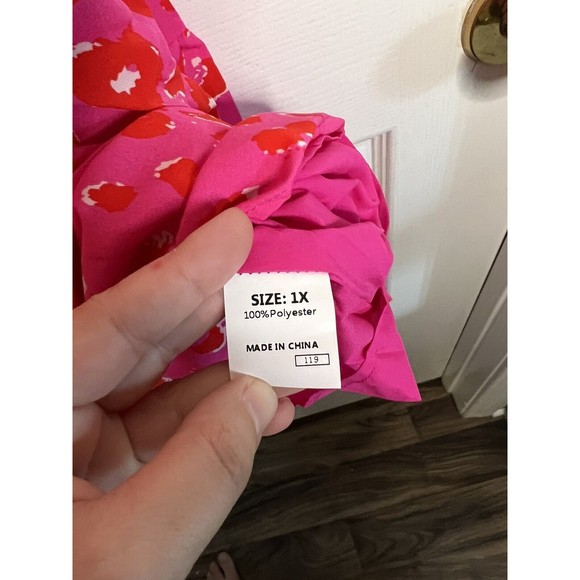 SIZE: 1X
100%Polyester
MADE IN CHINA
119